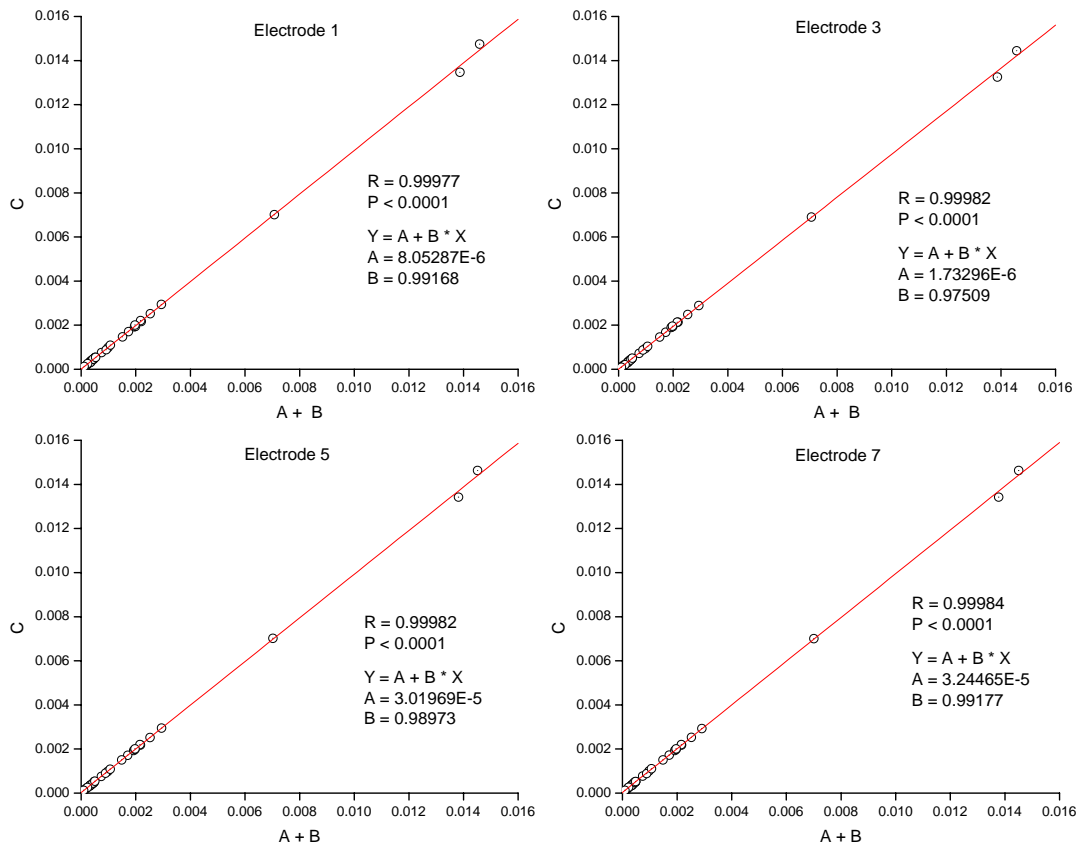 Electrode 1
0.016
0.014
0.012
0.010
0.008
0.006
0.004
0.002
0.000
C
R = 0.99977
P < 0.0001
Y = A + B * X
A = 8.05287E-6
B = 0.99168
0.000 0.002 0.004 0.006 0.008 0.010 0.012 0.014 0.016
A + B
Electrode 3
0.016
0.014
0.012
0.010
0.008
0.006
0.004
0.002
0.000
C
R = 0.99982
P < 0.0001
Y = A + B * X
A = 1.73296E-6
B = 0.97509
0.000 0.002 0.004 0.006 0.008 0.010 0.012 0.014 0.016
A + B
Electrode 5
0.016
0.014
0.012
0.010
0.008
0.006
0.004
0.002
0.000
C
R = 0.99982
P < 0.0001
Y = A + B * X
A = 3.01969E-5
B = 0.98973
0.000 0.002 0.004 0.006 0.008 0.010 0.012 0.014 0.016
A + B
Electrode 7
0.016
0.014
0.012
0.010
0.008
0.006
0.004
0.002
0.000
C
R = 0.99984
P < 0.0001
Y = A + B * X
A = 3.24465E-5
B = 0.99177
0.000 0.002 0.004 0.006 0.008 0.010 0.012 0.014 0.016
A + B